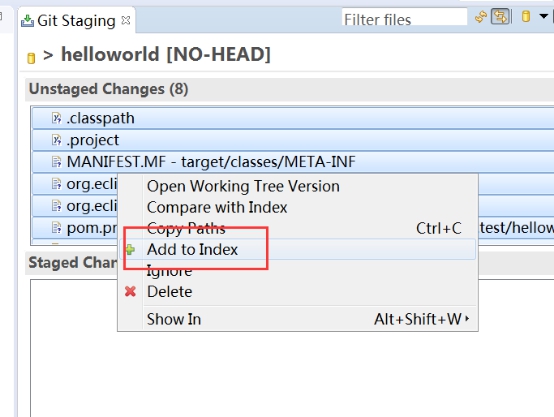 Git Staging
Filter files
> helloworld [NO-HEAD]
Unstaged Changes (8)
.classpath
.project
MANIFEST.MF - target/classes/META-INF
org.ecli
org.ecli
pom.pr
test/hellow
Open Working Tree Version
Compare with Index
Copy Paths Ctrl+C
Add to Index
Ignore
Delete
Show In Alt+Shift+W
Staged Chan